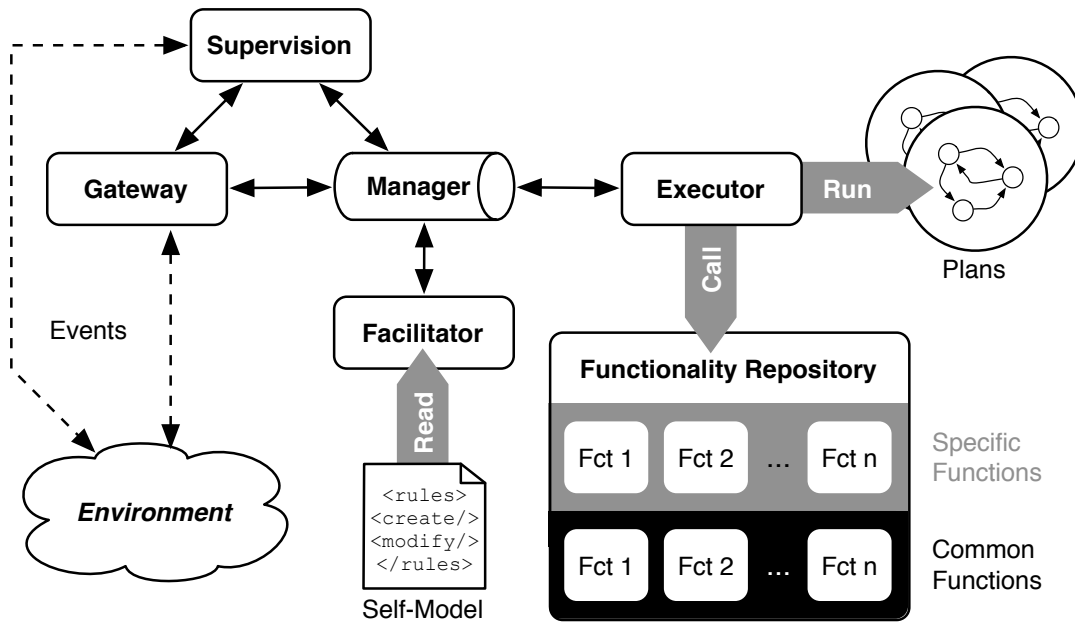 Supervision
Gateway
Manager
Executor
Run
Plans
Call
Events
Facilitator
Read
Functionality Repository
Fct 1 Fct 2 ... Fct n
Specific
Functions
Environment
<rules>
<create/>
<modify/>
</rules>
Self-Model
Fct 1 Fct 2 ... Fct n
Common
Functions